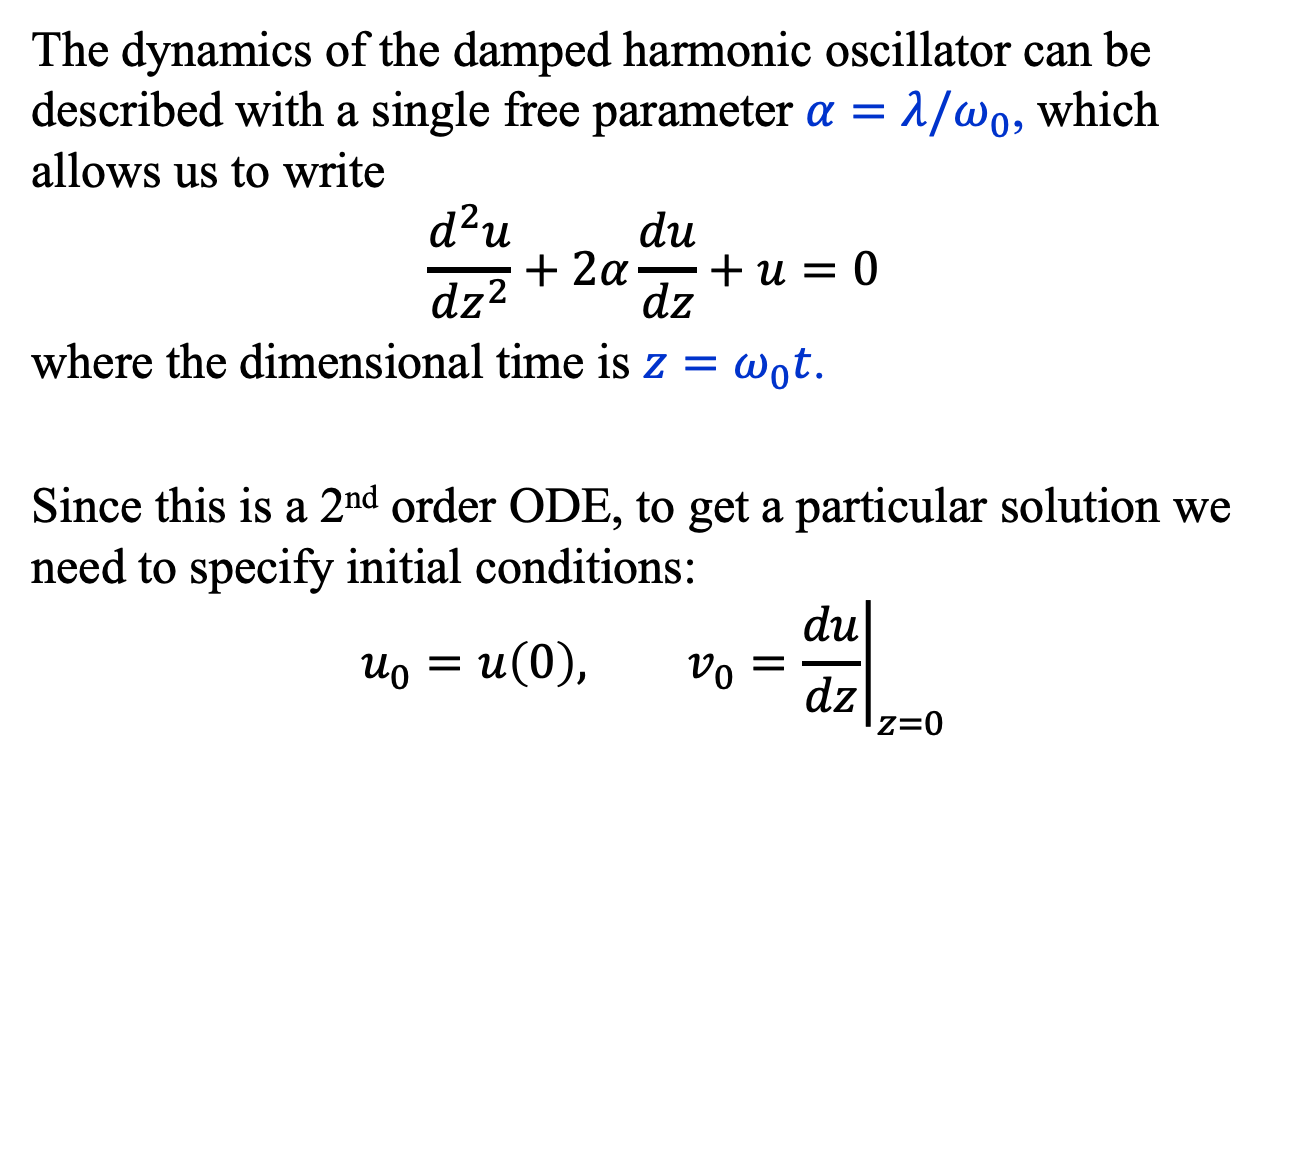 The dynamics of the damped harmonic oscillator can be
described with a single free parameter α = λ/ω₀, which
allows us to write
d²u/dz² + 2α du/dz + u = 0
where the dimensional time is z = ω₀t.
Since this is a 2nd order ODE, to get a particular solution we
need to specify initial conditions:
u₀ = u(0), v₀ = du/dz|z=0